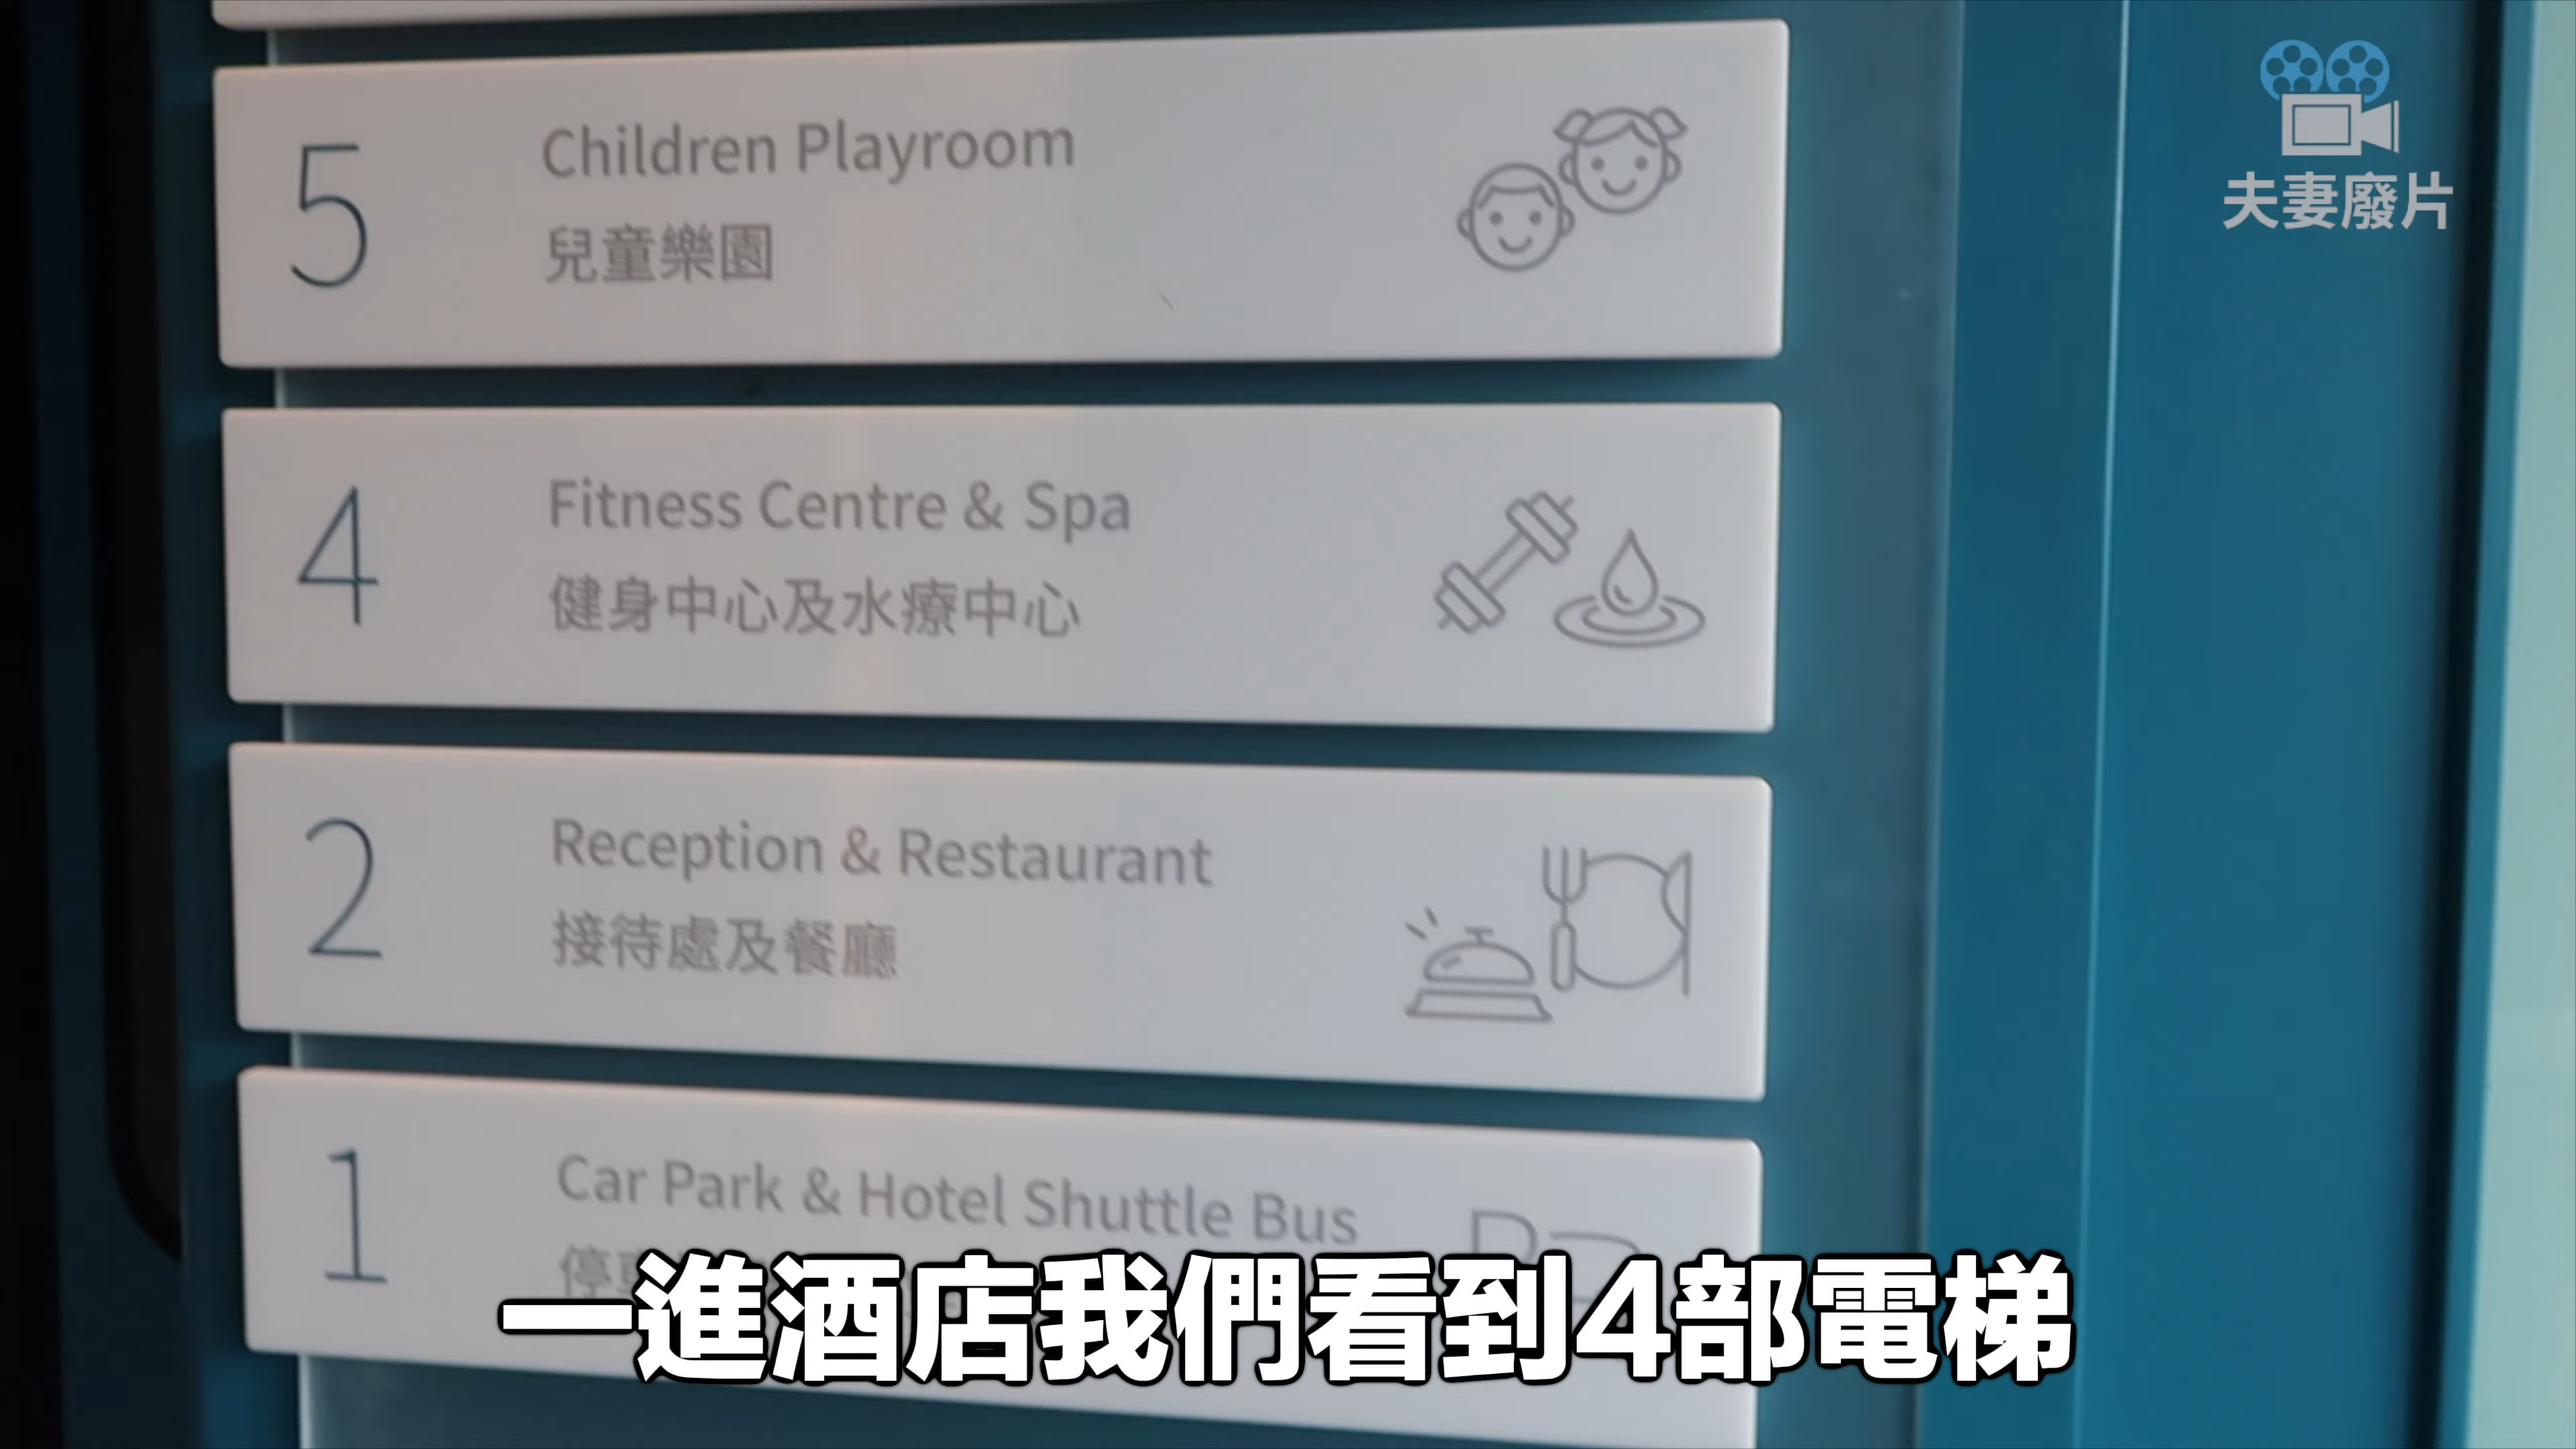 夫妻廢片
5
Children Playroom
兒童樂園
4
Fitness Centre & Spa
健身中心及水療中心
2
Reception & Restaurant
接待處及餐廳
1
Car Park & Hotel Shuttle Bus
一進酒店我們看到4部電梯